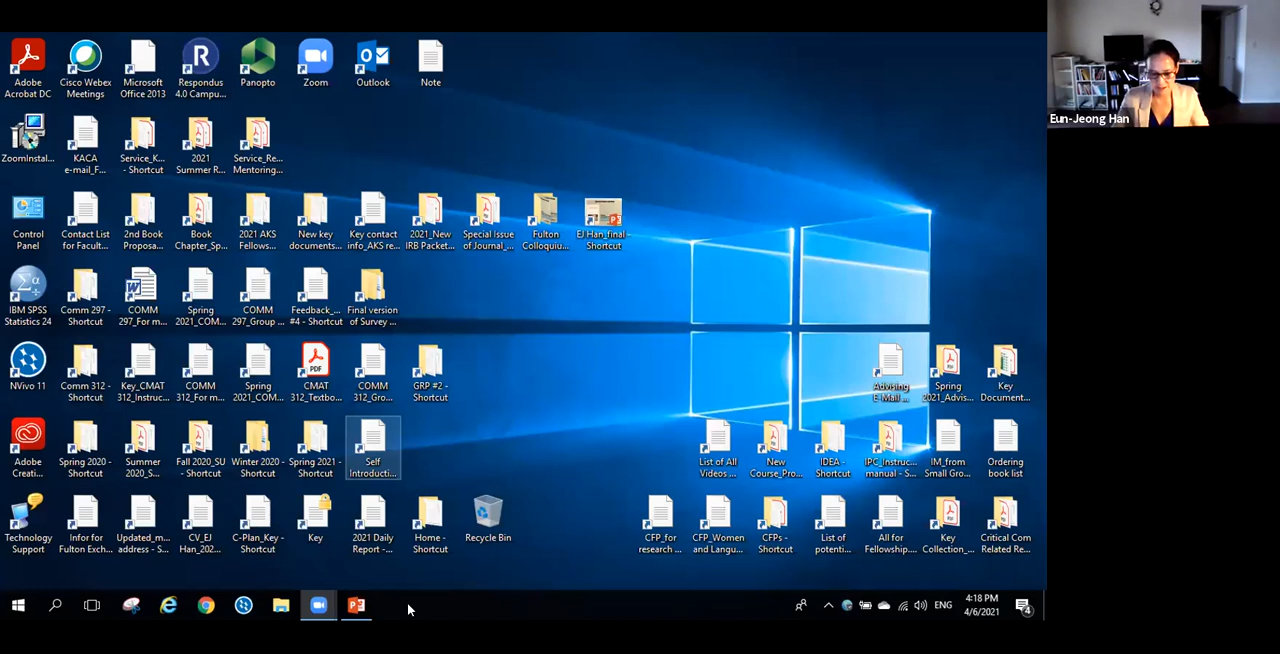 Adobe
Acrobat DC
Cisco Webex
Meetings
Microsoft
Office 2013
Respondus
4.0 Campu...
Panopto
Zoom
Outlook
Note
Eun-Jeong Han
ZoomInstal...
KACA
e-mail_F...
Service_K...
- Shortcut
2021
Summer R...
Service_Re...
Mentoring...
Control
Panel
Contact List
for Facult...
2nd Book
Proposa...
Book
Chapter_Sp...
2021 AKS
Fellows...
New key
documents...
Key contact
info_AKS re...
2021_New
IRB Packet...
Special Issue
of Journal_...
Fulton
Colloquiu...
EJ Han_final -
Shortcut
IBM SPSS
Statistics 24
Comm 297 -
Shortcut
COMM
297_For m...
Spring
2021_COM...
COMM
297_Group ...
Feedback_...
#4 - Shortcut
Final version
of Survey ...
NVivo 11
Comm 312 -
Shortcut
Key_CMAT
312_Instruc...
COMM
312_For m...
Spring
2021_COM...
PDF
CMAT
312_Textbo...
COMM
312_Gro...
GRP #2 -
Shortcut
Advising
E-Mail ...
Spring
2021_Advis...
Key
Document...
Adobe
Creati...
Spring 2020 -
Shortcut
Summer
2020_S...
Fall 2020_SU
- Shortcut
Winter 2020 -
Shortcut
Spring 2021 -
Shortcut
Self
Introducti...
List of All
Videos ...
New
Course_Pro...
IDEA -
Shortcut
IPC_Instruc...
manual - S...
IM_from
Small Gro...
Ordering
book list
Technology
Support
Infor for
Fulton Exch...
Updated_m...
address - S...
CV_EJ
Han_202...
C-Plan_Key -
Shortcut
Key
2021 Daily
Report -...
Home -
Shortcut
Recycle Bin
CFP_for
research ...
CFP_Women
and Langu...
CFPs -
Shortcut
List of
potenti...
All for
Fellowship...
Key
Collection_...
Critical Com
Related Re...
ENG
4:18 PM
4/6/2021
4